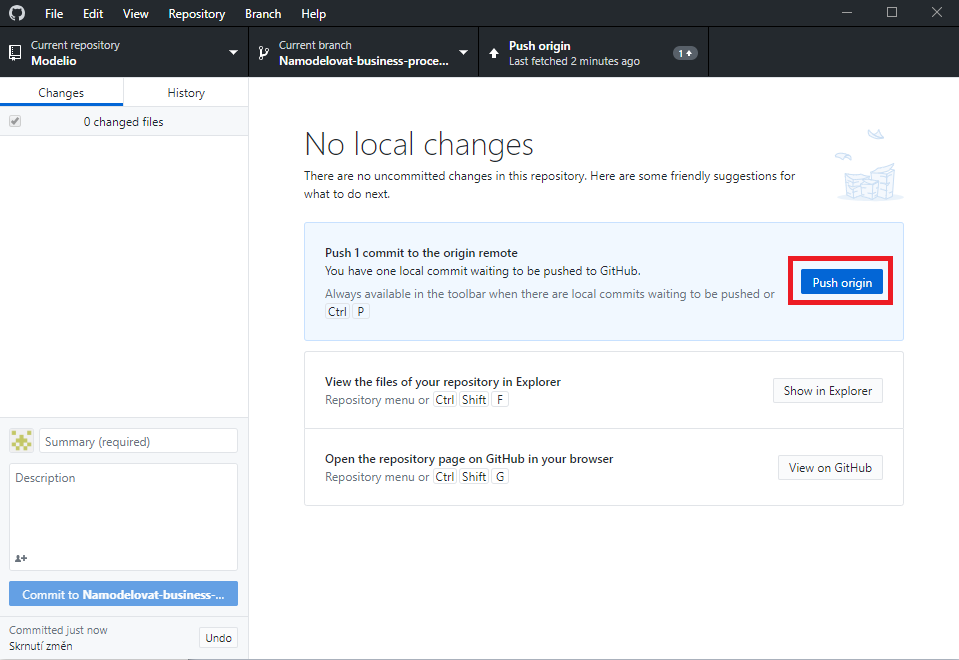 File Edit View Repository Branch Help
Current repository
Modelio
Current branch
Namodelovat-business-proce...
Push origin
Last fetched 2 minutes ago
1
Changes History
0 changed files
No local changes
There are no uncommitted changes in this repository. Here are some friendly suggestions for
what to do next.
Push 1 commit to the origin remote
You have one local commit waiting to be pushed to GitHub.
Always available in the toolbar when there are local commits waiting to be pushed or
Ctrl P
Push origin
View the files of your repository in Explorer
Repository menu or Ctrl Shift F
Show in Explorer
Open the repository page on GitHub in your browser
Repository menu or Ctrl Shift G
View on GitHub
Summary (required)
Description
Commit to Namodelovat-business-...
Committed just now
Skrnutí změn
Undo